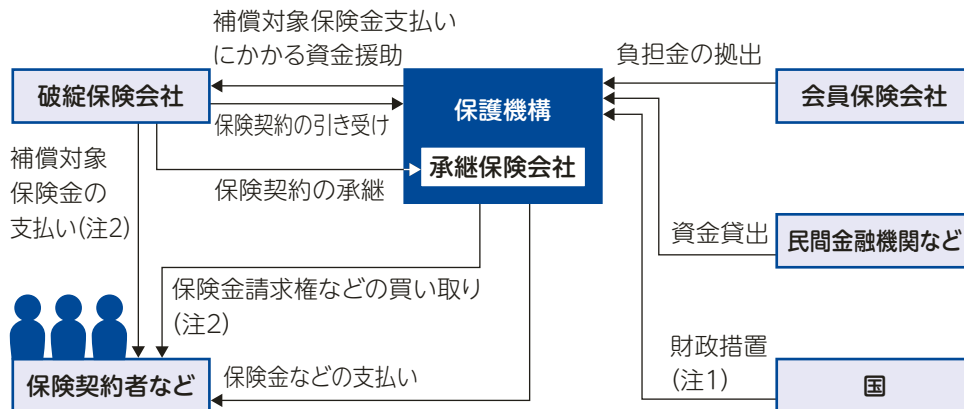 補償対象保険金支払い
にかかる資金援助
負担金の拠出
破綻保険会社
保護機構
会員保険会社
保険契約の引き受け
承継保険会社
補償対象
保険金の
支払い(注2)
保険契約の承継
資金貸出
民間金融機関など
保険金請求権などの買い取り
(注2)
財政措置
(注1)
保険契約者など
保険金などの支払い
国